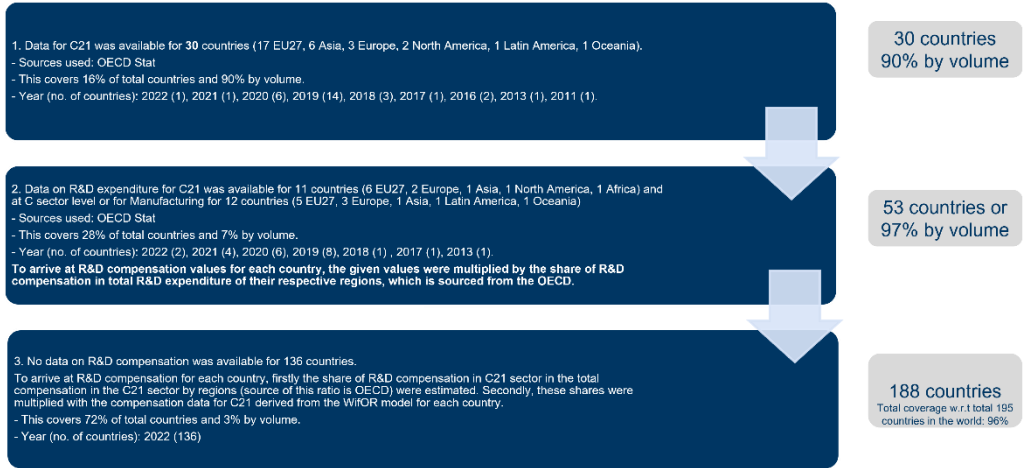 1. Data for C21 was available for 30 countries (17 EU27, 6 Asia, 3 Europe, 2 North America, 1 Latin America, 1 Oceania).
- Sources used: OECD Stat
- This covers 16% of total countries and 90% by volume.
- Year (no. of countries): 2022 (1), 2021 (1), 2020 (6), 2019 (14), 2018 (3), 2017 (1), 2016 (2), 2013 (1), 2011 (1).
30 countries
90% by volume
2. Data on R&D expenditure for C21 was available for 11 countries (6 EU27, 2 Europe, 1 Asia, 1 North America, 1 Africa) and
at C sector level or for Manufacturing for 12 countries (5 EU27, 3 Europe, 1 Asia, 1 Latin America, 1 Oceania)
- Sources used: OECD Stat
- This covers 28% of total countries and 7% by volume.
- Year (no. of countries): 2022 (2), 2021 (4), 2020 (6), 2019 (8), 2018 (1) , 2017 (1), 2013 (1).
To arrive at R&D compensation values for each country, the given values were multiplied by the share of R&D
compensation in total R&D expenditure of their respective regions, which is sourced from the OECD.
53 countries or
97% by volume
3. No data on R&D compensation was available for 136 countries.
To arrive at R&D compensation for each country, firstly the share of R&D compensation in C21 sector in the total
compensation in the C21 sector by regions (source of this ratio is OECD) were estimated. Secondly, these shares were
multiplied with the compensation data for C21 derived from the WifOR model for each country.
- This covers 72% of total countries and 3% by volume.
- Year (no. of countries): 2022 (136)
188 countries
Total coverage w.r.t total 195
countries in the world: 96%